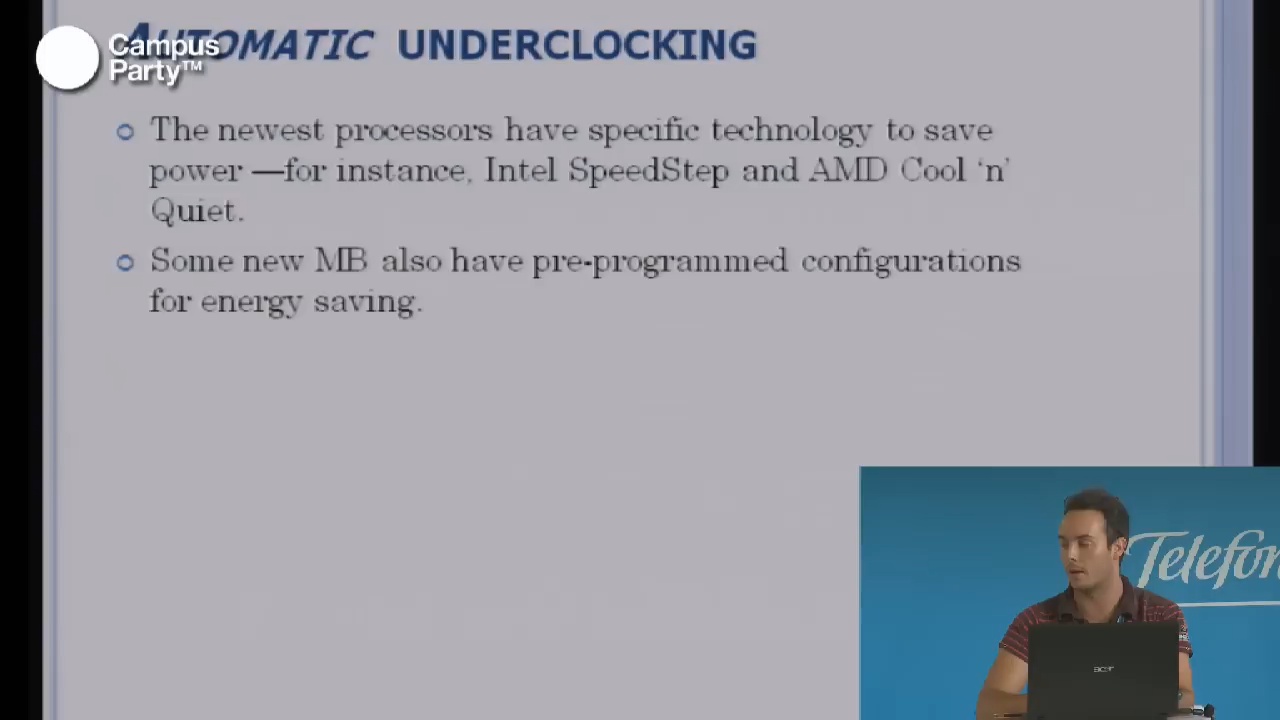 AUTOMATIC UNDERCLOCKING
Campus
Party™
The newest processors have specific technology to save
power —for instance, Intel SpeedStep and AMD Cool ‘n’
Quiet.
Some new MB also have pre-programmed configurations
for energy saving.
Telefon
acer